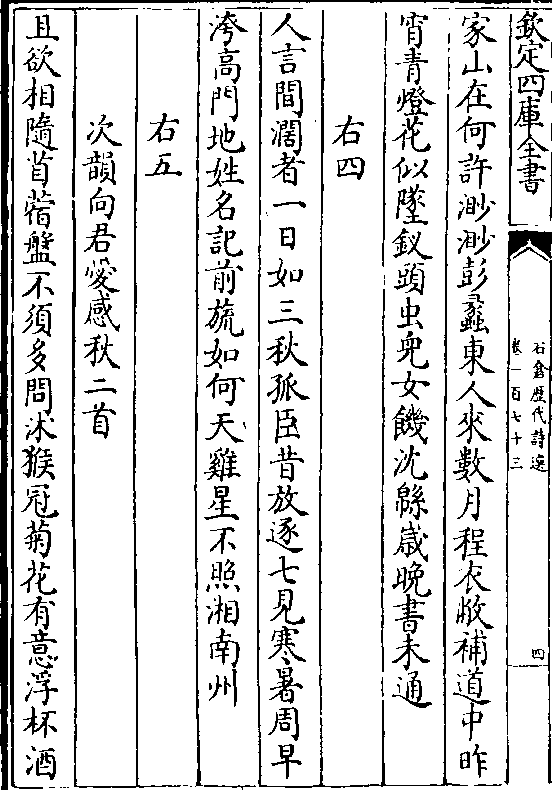 欽定四庫全書
石倉歷代詩選
卷一百七十三
四
家山在何許渺渺彭蠡東人來數月程衣敝補道中昨
宵青燈花似墜釵頭虫兒女饑沈緜歲晚書未通
右四
人言間濶者一日如三秋孤臣昔放逐七見寒暑周早
洿高門地姓名記前旒如何天雞星不照湘南州
右五
次韻向君愛感秋二首
且欲相隨苜蓿盤不須多問沐猴冠菊花有意浮杯酒